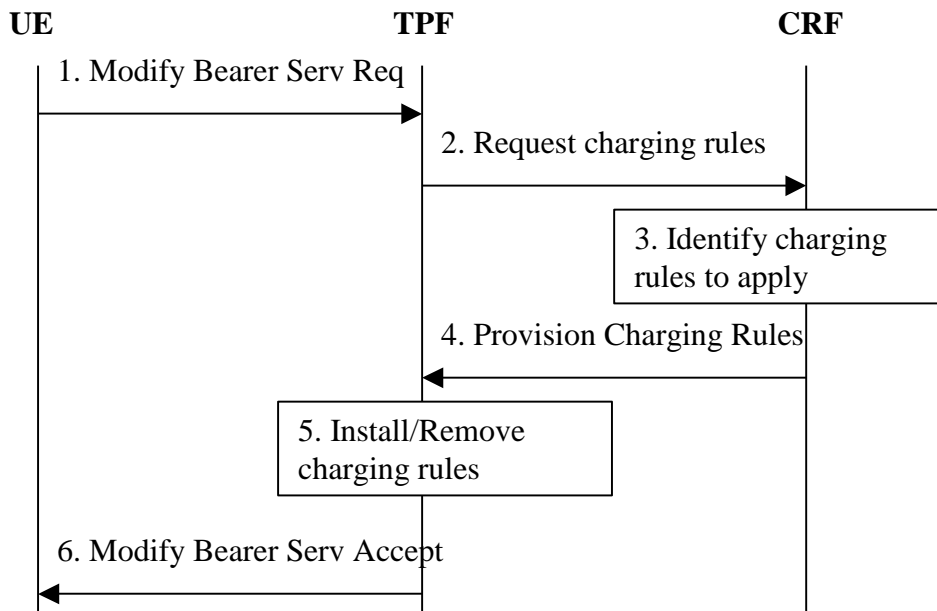 UE TPF CRF
1. Modify Bearer Serv Req
2. Request charging rules
3. Identify charging
rules to apply
4. Provision Charging Rules
5. Install/Remove
charging rules
6. Modify Bearer Serv Accept